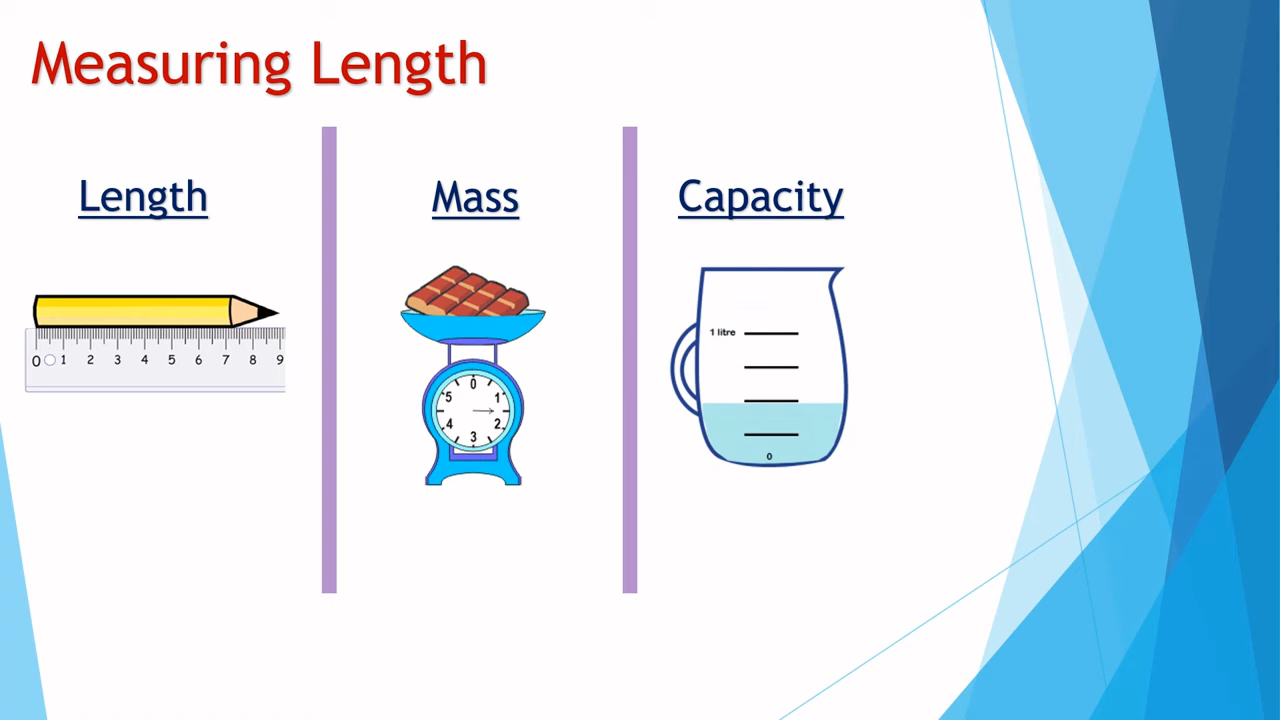 Measuring Length
Length
Mass
Capacity
0 1 2 3 4 5 6 7 8 9
0
5 1
4 2
3
1 litre
0